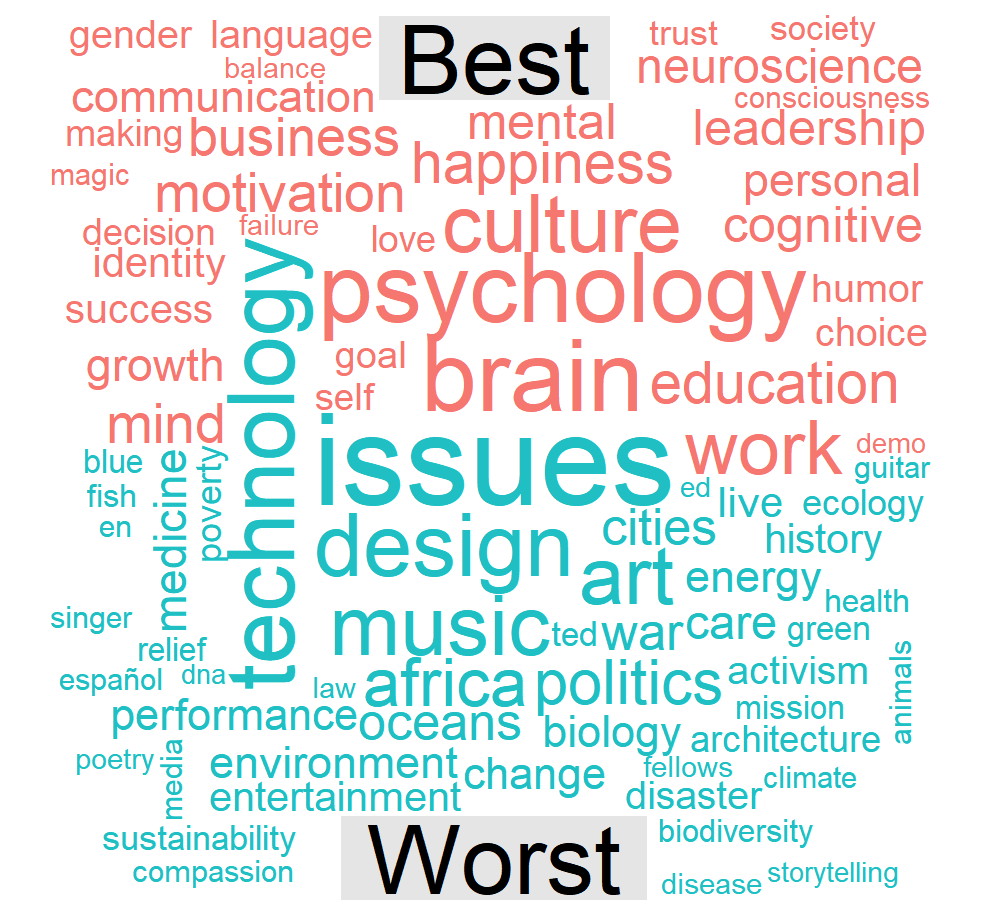 gender language Best trust society
balance neuroscience
communication consciousness
making business mental leadership
magic happiness
motivation personal
decision failure love culture cognitive
identity
success psychology humor
technology choice
growth goal brain education
self
mind issues work demo
blue poverty guitar
fish medicine ed live ecology
en design cities history
art energy
singer music ted war care green health
relief
español dna law africa politics activism animals
performance oceans biology mission
architecture
poetry media environment change fellows climate
entertainment disaster
sustainability Worst biodiversity
compassion disease storytelling